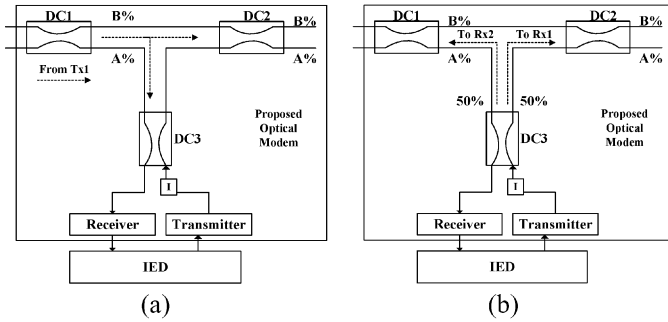 DC1
B%
DC2
B%
A%
A%
From Tx1
DC3
Proposed
Optical
Modem
I
Receiver
Transmitter
IED
(a)
DC1
B%
DC2
B%
To Rx2
To Rx1
A%
A%
50%
50%
DC3
Proposed
Optical
Modem
I
Receiver
Transmitter
IED
(b)